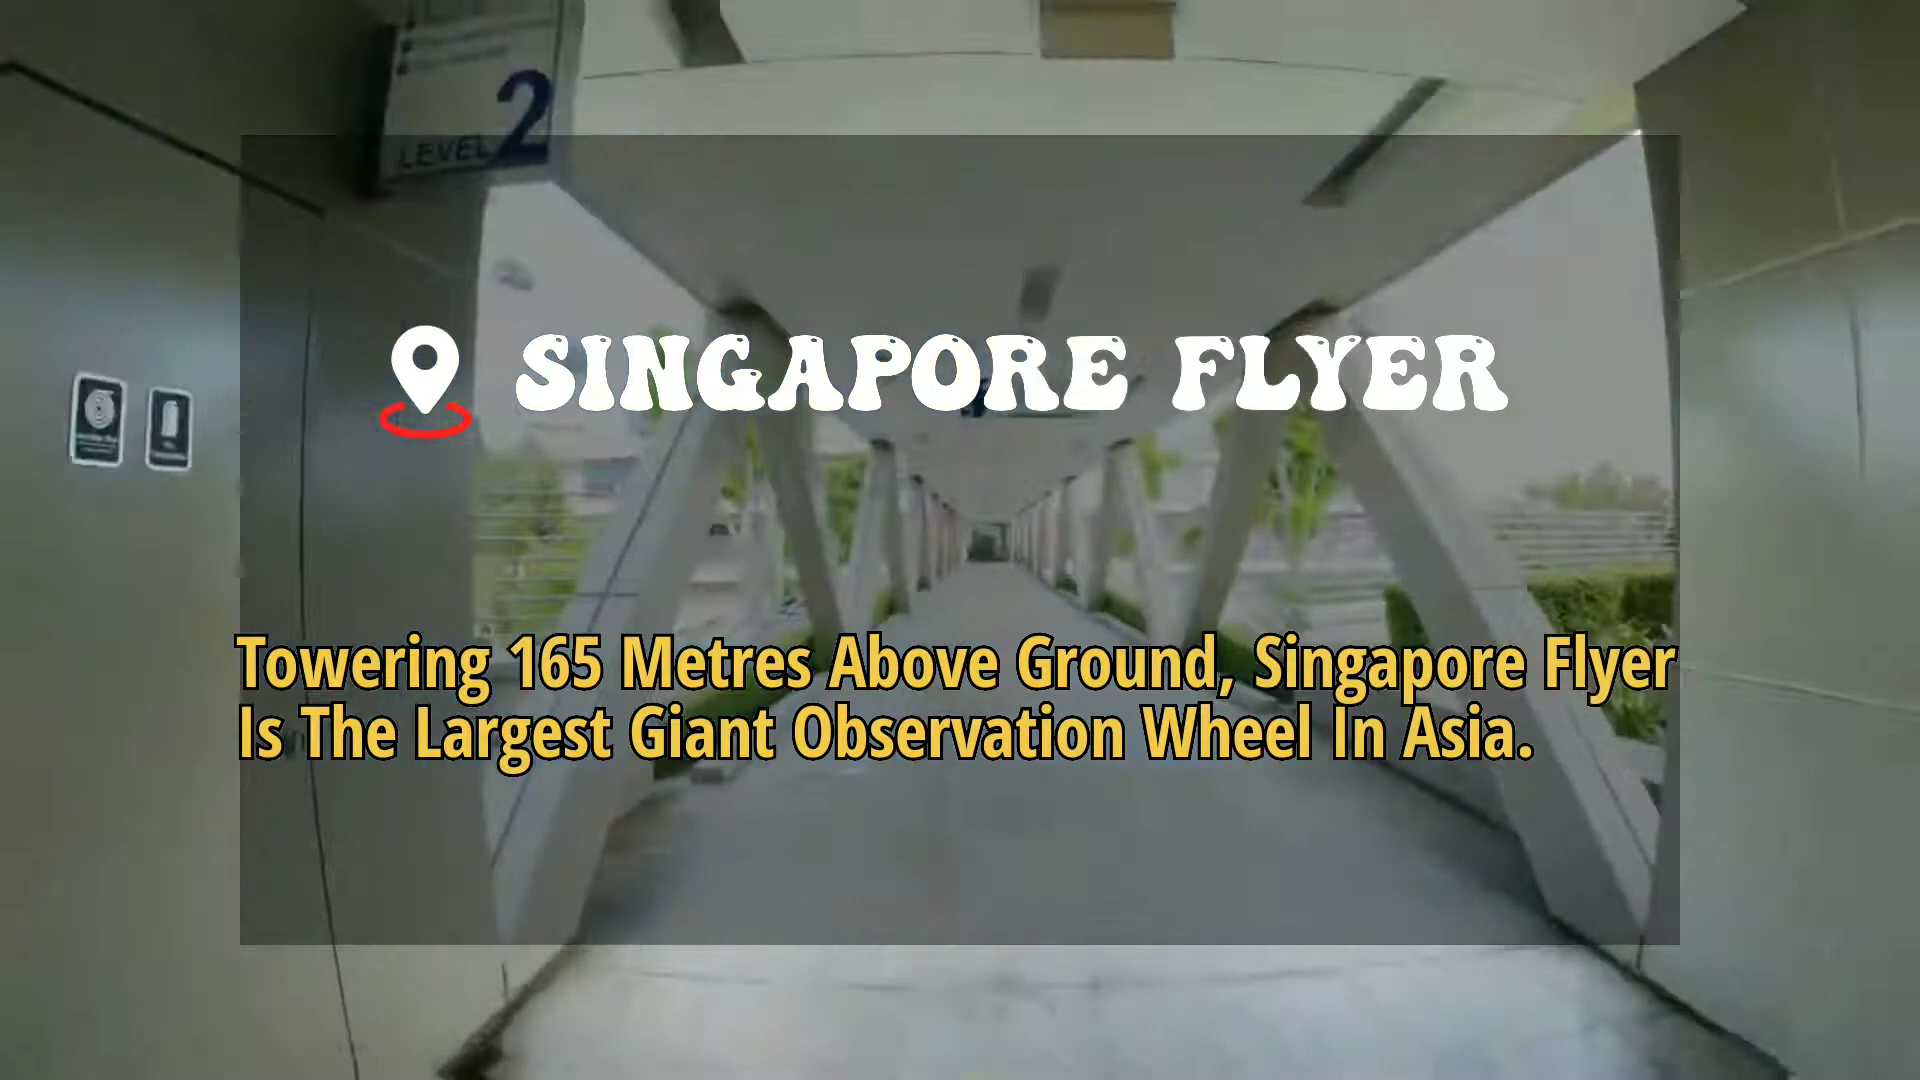 LEVEL 2
SINGAPORE FLYER
Towering 165 Metres Above Ground, Singapore Flyer
Is The Largest Giant Observation Wheel In Asia.